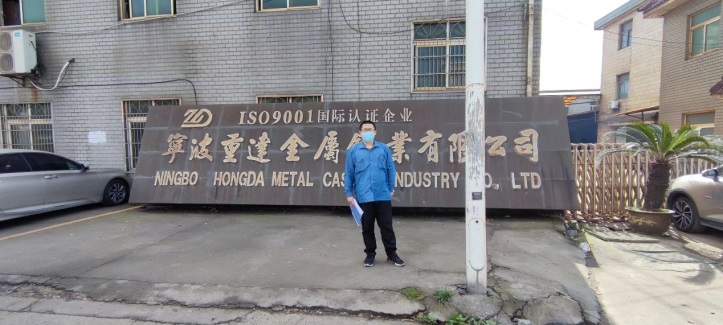 ZD ISO9001国际认证企业
寧波重達金屬業有限公司
NINGBO HONGDA METAL CAS INDUSTRY O., LTD